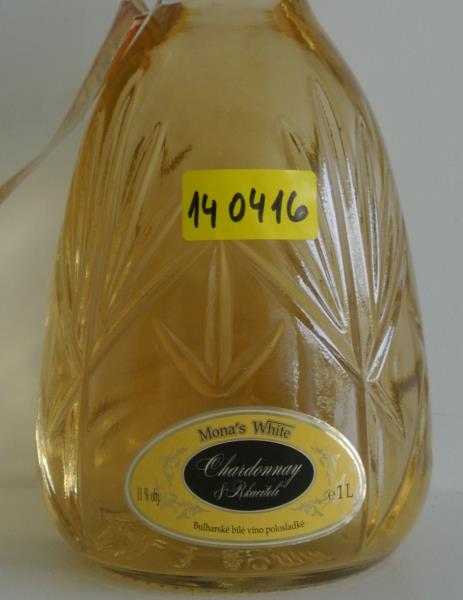 14 0416
Mona's White
Chardonnay
& Rkaciteli
11 % obj.
℮ 1 L
Bulharské bílé víno polosladké